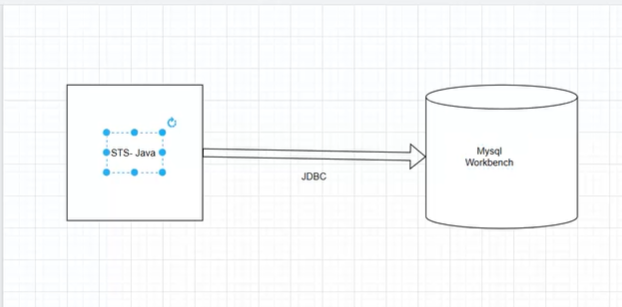 STS- Java
JDBC
Mysql
Workbench